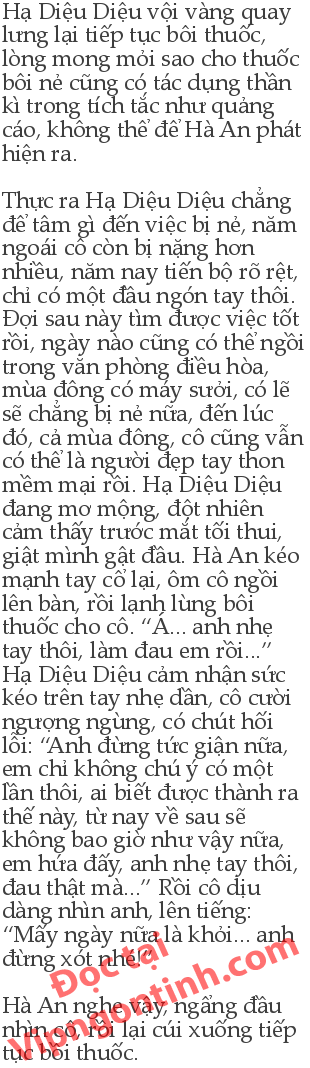 Hạ Diệu Diệu vội vàng quay
lưng lại tiếp tục bôi thuốc,
lòng mong mỏi sao cho thuốc
bôi nẻ cũng có tác dụng thần
kì trong tích tắc như quảng
cáo, không thể để Hà An phát
hiện ra.

Thực ra Hạ Diệu Diệu chẳng
để tâm gì đến việc bị nẻ, năm
ngoái cô còn bị nặng hơn
nhiều, năm nay tiến bộ rõ rệt,
chỉ có một đầu ngón tay thôi.
Đợi sau này tìm được việc tốt
rồi, ngày nào cũng có thể ngồi
trong văn phòng điều hòa,
mùa đông có máy sưởi, có lẽ
sẽ chẳng bị nẻ nữa, đến lúc
đó, cả mùa đông, cô cũng vẫn
có thể là người đẹp tay thon
mềm mại rồi. Hạ Diệu Diệu
đang mơ mộng, đột nhiên
cảm thấy trước mắt tối thui,
giật mình gật đầu. Hà An kéo
mạnh tay cổ lại, ôm cô ngồi
lên bàn, rồi lạnh lùng bôi
thuốc cho cô. “Á... anh nhẹ
tay thôi, làm đau em rồi...”
Hạ Diệu Diệu cảm nhận sức
kéo trên tay nhẹ dần, cô cười
ngượng ngùng, có chút hối
lỗi: “Anh đừng tức giận nữa,
em chỉ không chú ý có một
lần thôi, ai biết được thành ra
thế này, từ nay về sau sẽ
không bao giờ như vậy nữa,
em hứa đấy, anh nhẹ tay thôi,
đau thật mà...” Rồi cô dịu
dàng nhìn anh, lên tiếng:
“Mấy ngày nữa là khỏi... anh
đừng xót nhé!”

Hà An nghe vậy, ngẩng đầu
nhìn cô, rồi lại cúi xuống tiếp
tục bôi thuốc.
Đọc tại
Vipngontinh.com